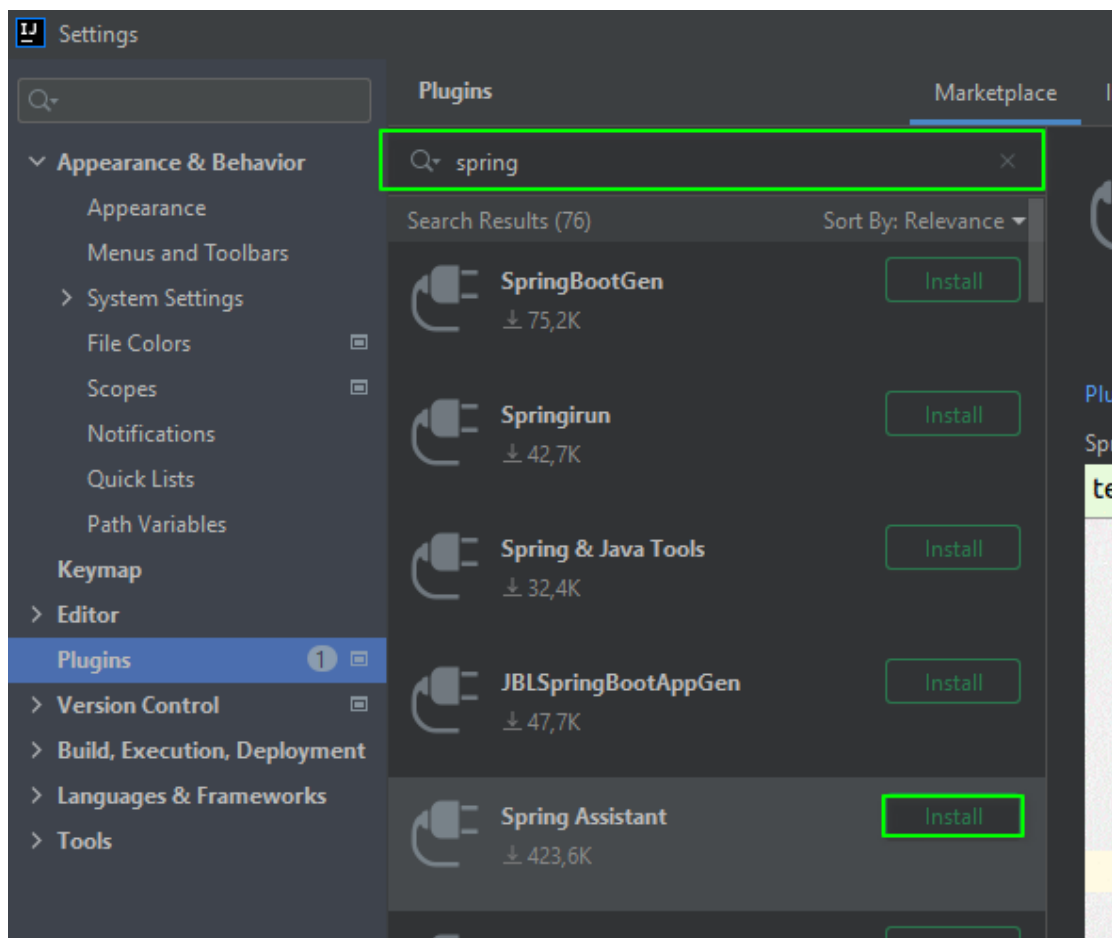 IJ
Settings
Appearance & Behavior
Appearance
Menus and Toolbars
System Settings
File Colors
Scopes
Notifications
Quick Lists
Path Variables
Keymap
Editor
Plugins 1
Version Control
Build, Execution, Deployment
Languages & Frameworks
Tools
Plugins
Marketplace
spring
Search Results (76) Sort By: Relevance
SpringBootGen Install
75,2K
Springirun Install
42,7K
Spring & Java Tools Install
32,4K
JBLSpringBootAppGen Install
47,7K
Spring Assistant Install
423,6K